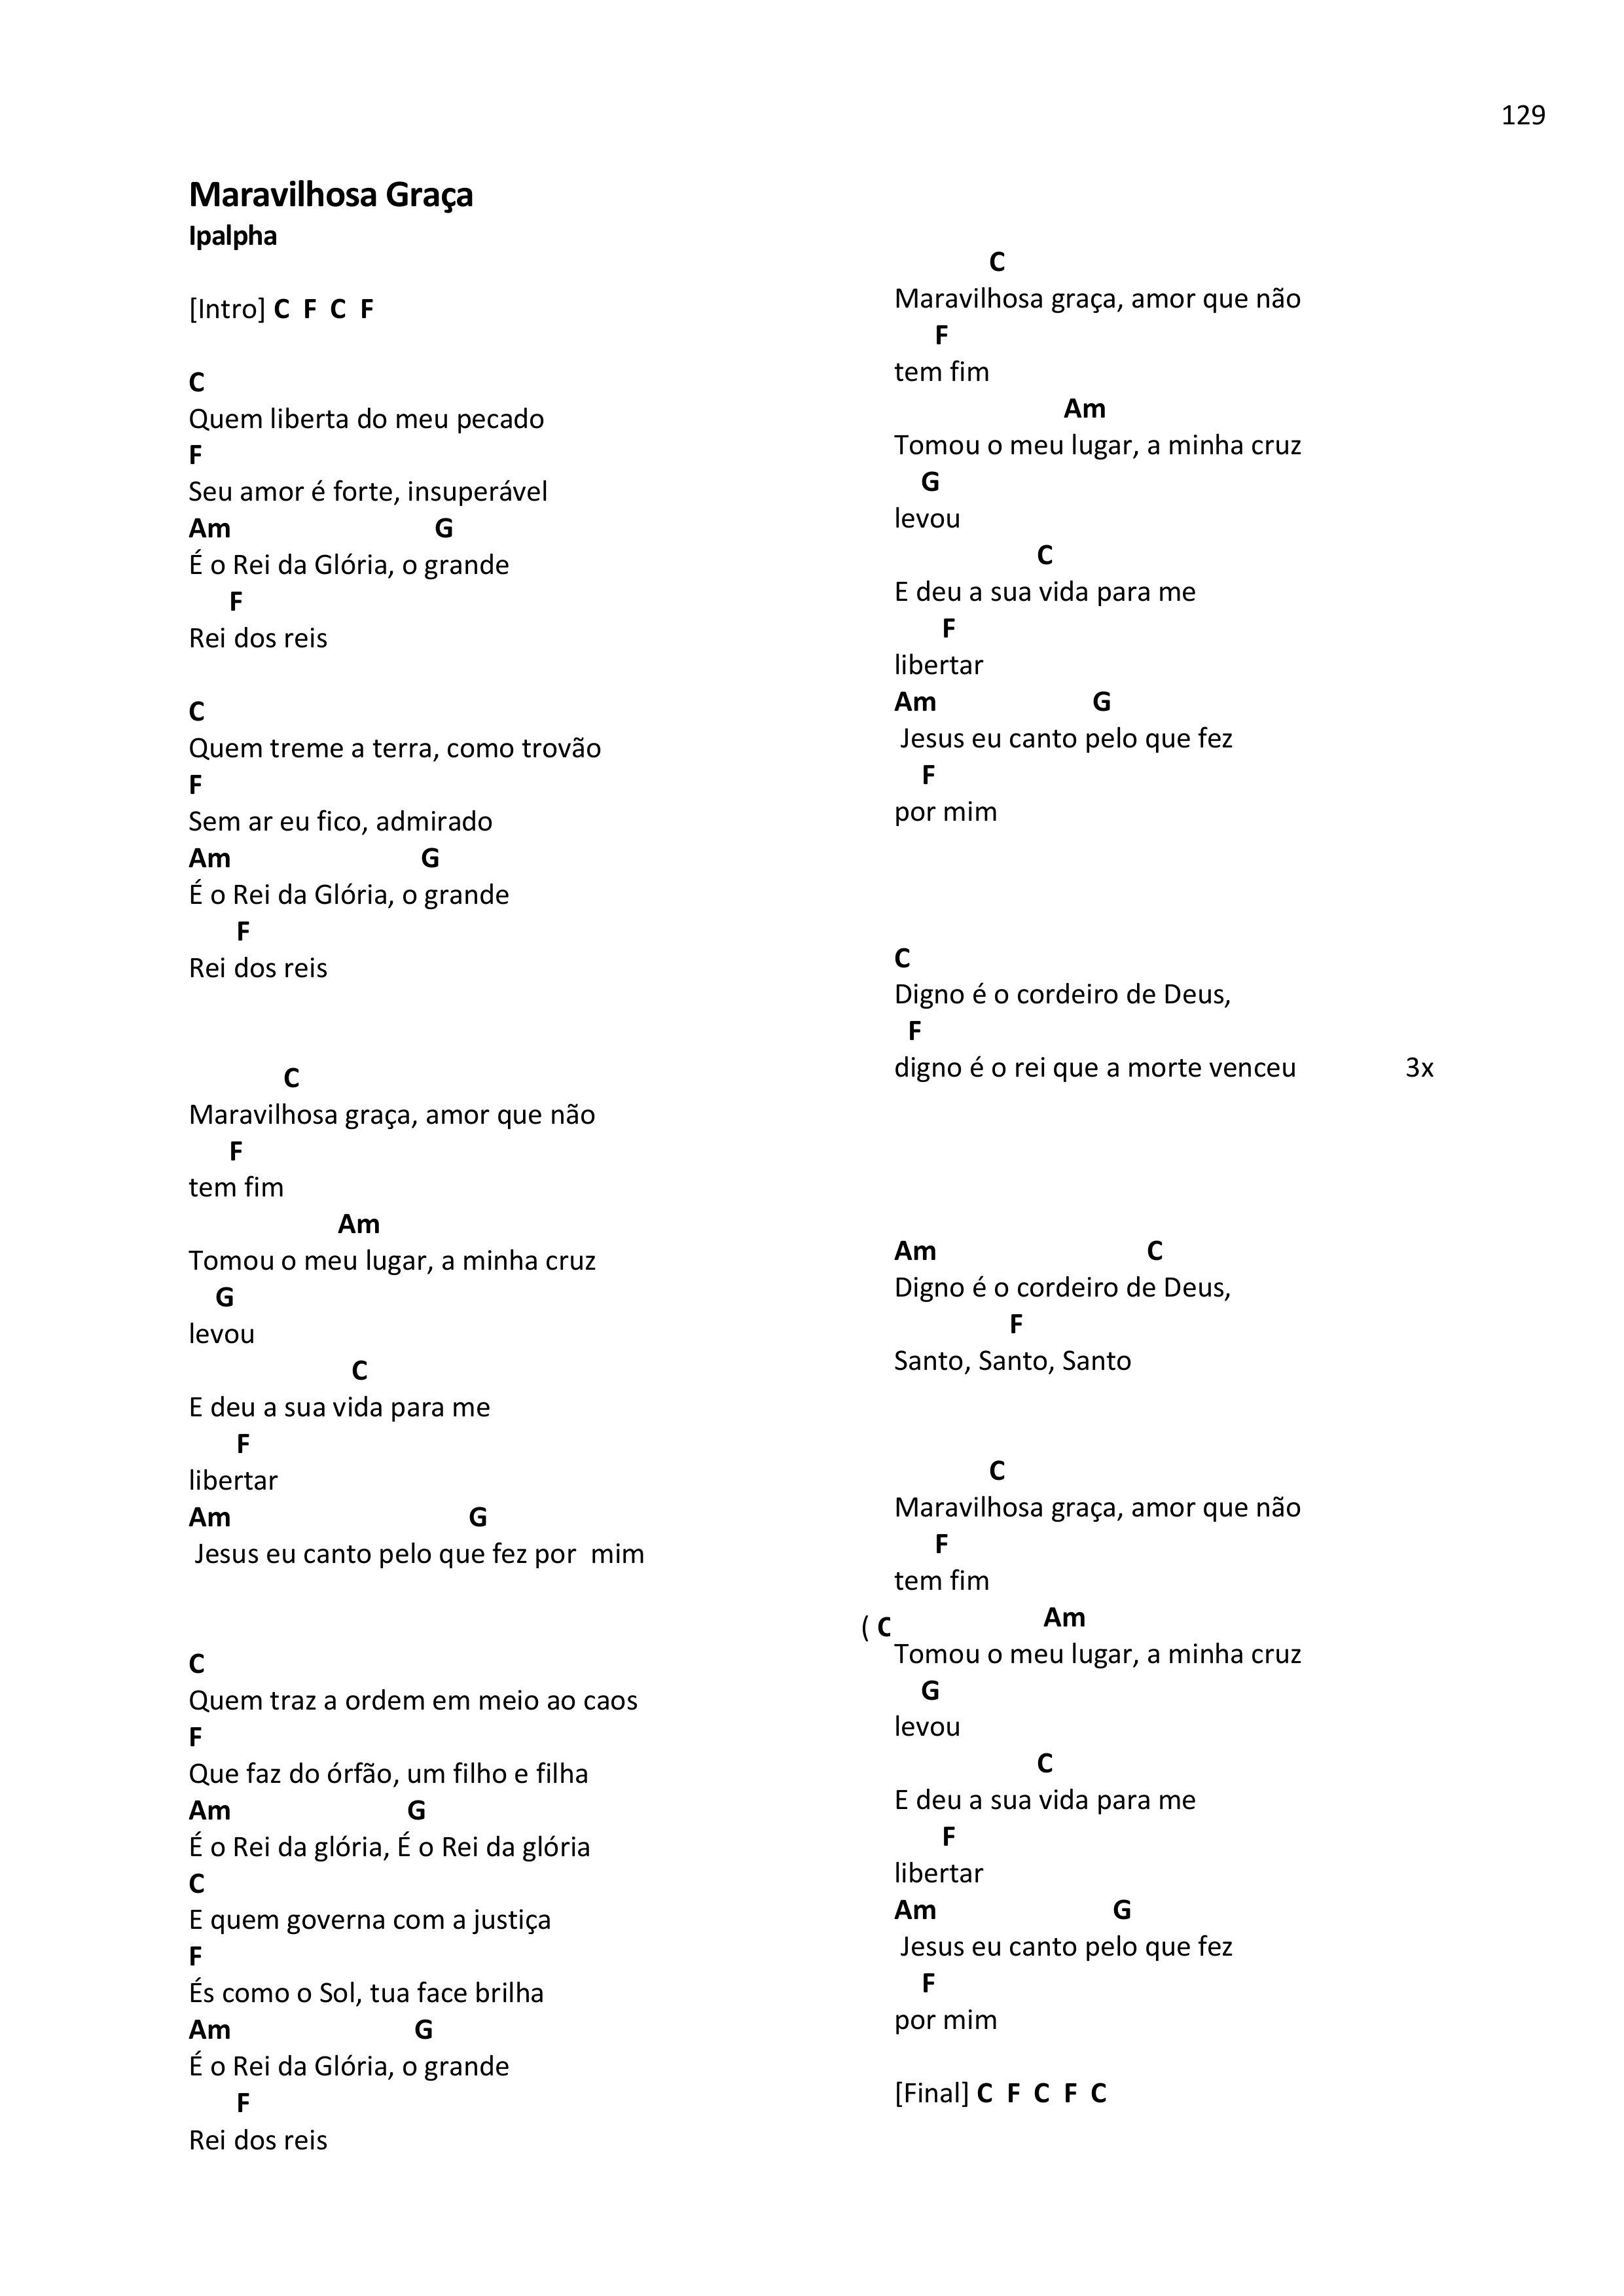 129
Maravilhosa Graça
Ipalpha
[Intro] C F C F
C
Quem liberta do meu pecado
F
Seu amor é forte, insuperável
Am G
É o Rei da Glória, o grande
F
Rei dos reis
C
Quem treme a terra, como trovão
F
Sem ar eu fico, admirado
Am G
É o Rei da Glória, o grande
F
Rei dos reis
C
Maravilhosa graça, amor que não
F
tem fim
Am
Tomou o meu lugar, a minha cruz
G
levou
C
E deu a sua vida para me
F
libertar
Am G
Jesus eu canto pelo que fez por mim
C
Quem traz a ordem em meio ao caos
F
Que faz do órfão, um filho e filha
Am G
É o Rei da glória, É o Rei da glória
C
E quem governa com a justiça
F
És como o Sol, tua face brilha
Am G
É o Rei da Glória, o grande
F
Rei dos reis
C
Maravilhosa graça, amor que não
F
tem fim
Am
Tomou o meu lugar, a minha cruz
G
levou
C
E deu a sua vida para me
F
libertar
Am G
Jesus eu canto pelo que fez
F
por mim
C
Digno é o cordeiro de Deus,
F
digno é o rei que a morte venceu 3x
Am C
Digno é o cordeiro de Deus,
F
Santo, Santo, Santo
C
Maravilhosa graça, amor que não
F
tem fim
( C
Am
Tomou o meu lugar, a minha cruz
G
levou
C
E deu a sua vida para me
F
libertar
Am G
Jesus eu canto pelo que fez
F
por mim
[Final] C F C F C